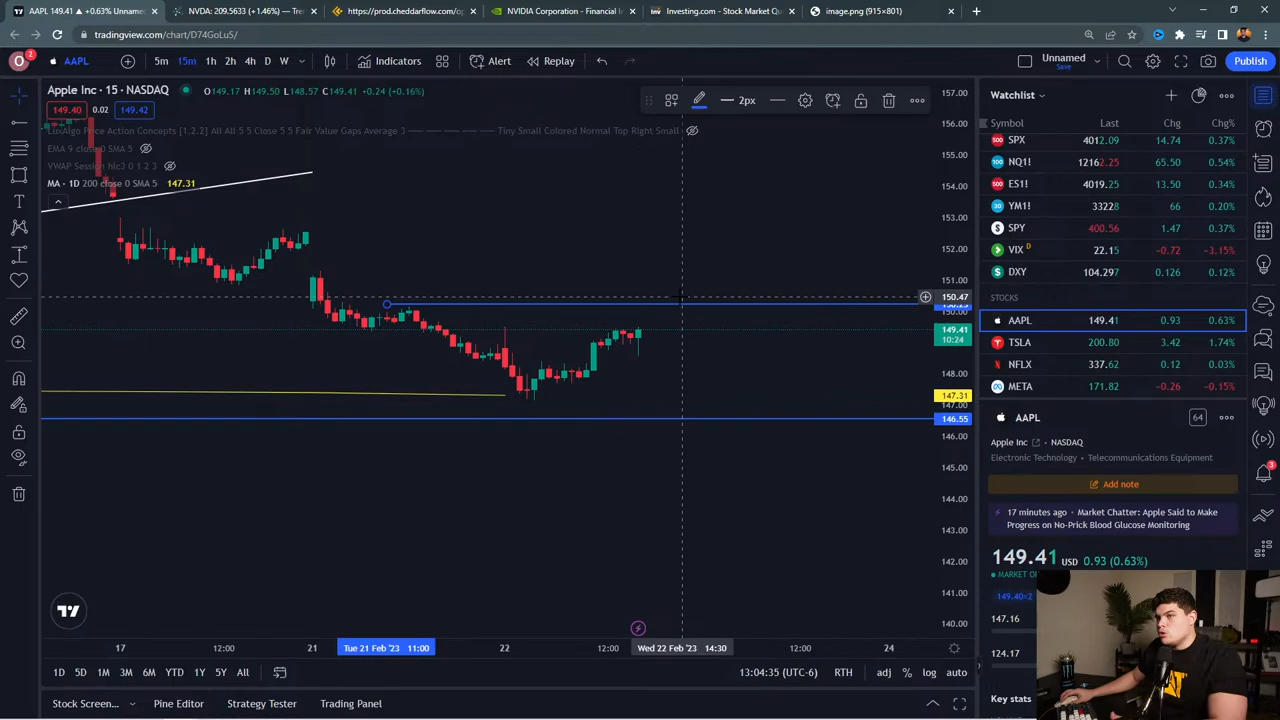 AAPL 149.41 ▲ +0.63% Unname
NVDA: 209.5633 (+1.46%) — Tre
https://prod.cheddarflow.com/op
NVIDIA Corporation - Financial I
Investing.com - Stock Market Qu
image.png (915×801)
tradingview.com/chart/D74GoLu5/
O
2
AAPL
5m 15m 1h 2h 4h D W
Indicators
Alert
Replay
Unnamed
Save
Publish
Apple Inc · 15 · NASDAQ
O149.17 H149.50 L148.57 C149.41 +0.24 (+0.16%)
149.40 0.02 149.42
LuxAlgo Price Action Concepts [1.2.2] All All 5 5 Close 5 5 Fair Value Gaps Average 3 — — — — — — Tiny Small Colored Normal Top Right Small
EMA 9 close 0 SMA 5
VWAP Session hlc3 0 1 2 3
MA · 1D 200 close 0 SMA 5 147.31
2px
157.00
156.00
155.00
154.00
153.00
152.00
151.00
150.47
150.00
149.41
10:24
148.00
147.31
147.00
146.55
146.00
145.00
144.00
143.00
142.00
141.00
140.00
17
12:00
21
Tue 21 Feb '23 11:00
22
12:00
Wed 22 Feb '23 14:30
12:00
24
1D 5D 1M 3M 6M YTD 1Y 5Y All
13:04:35 (UTC-6)
RTH
adj % log auto
Stock Screen...
Pine Editor
Strategy Tester
Trading Panel
Watchlist
Symbol Last Chg Chg%
SPX 4012.09 14.74 0.37%
NQ1! 12162.25 65.50 0.54%
ES1! 4019.25 13.50 0.34%
YM1! 33228 66 0.20%
SPY 400.56 1.47 0.37%
VIX D 22.15 -0.72 -3.15%
DXY 104.297 0.126 0.12%
STOCKS
AAPL 149.41 0.93 0.63%
TSLA 200.80 3.42 1.74%
NFLX 337.62 0.12 0.03%
META 171.82 -0.26 -0.15%
AAPL
64
Apple Inc · NASDAQ
Electronic Technology • Telecommunications Equipment
Add note
17 minutes ago · Market Chatter: Apple Said to Make
Progress on No-Prick Blood Glucose Monitoring
149.41 USD 0.93 (0.63%)
MARKET O
149.40×2
147.16
124.17
Key stats
3